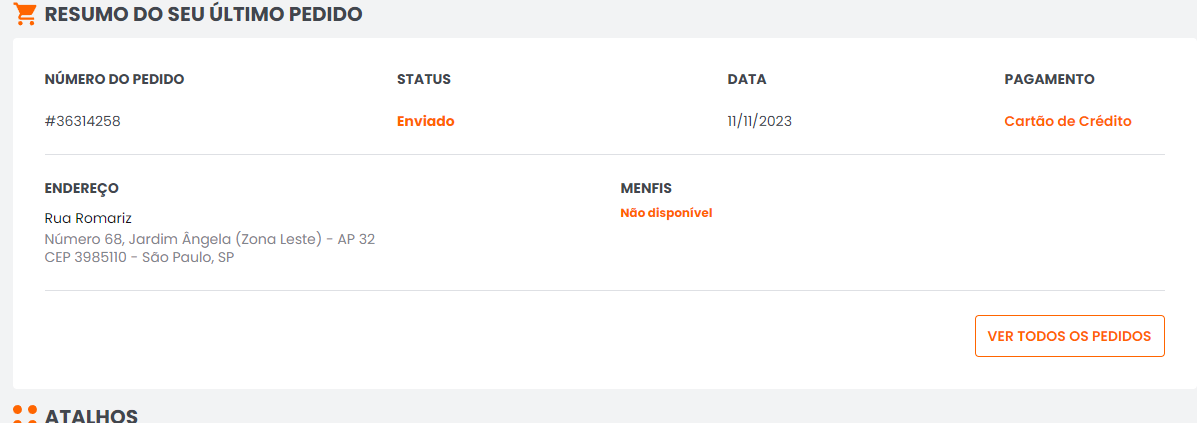 RESUMO DO SEU ÚLTIMO PEDIDO
NÚMERO DO PEDIDO STATUS DATA PAGAMENTO
#36314258 Enviado 11/11/2023 Cartão de Crédito
ENDEREÇO MENFIS
Rua Romariz Não disponível
Número 68, Jardim Ângela (Zona Leste) - AP 32
CEP 3985110 - São Paulo, SP
VER TODOS OS PEDIDOS
ATALHOS